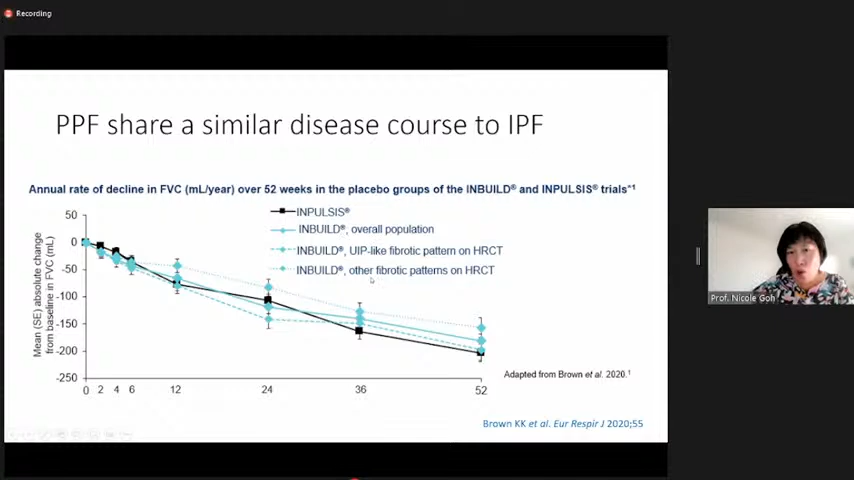 Recording
PPF share a similar disease course to IPF
Annual rate of decline in FVC (mL/year) over 52 weeks in the placebo groups of the INBUILD® and INPULSIS® trials*1
INPULSIS®
INBUILD®, overall population
INBUILD®, UIP-like fibrotic pattern on HRCT
INBUILD®, other fibrotic patterns on HRCT
Mean (SE) absolute change
from baseline in FVC (mL)
50
0
-50
-100
-150
-200
-250
0 2 4 6 12 24 36 52
Adapted from Brown et al. 2020.1
Brown KK et al. Eur Respir J 2020;55
Prof. Nicole Goh